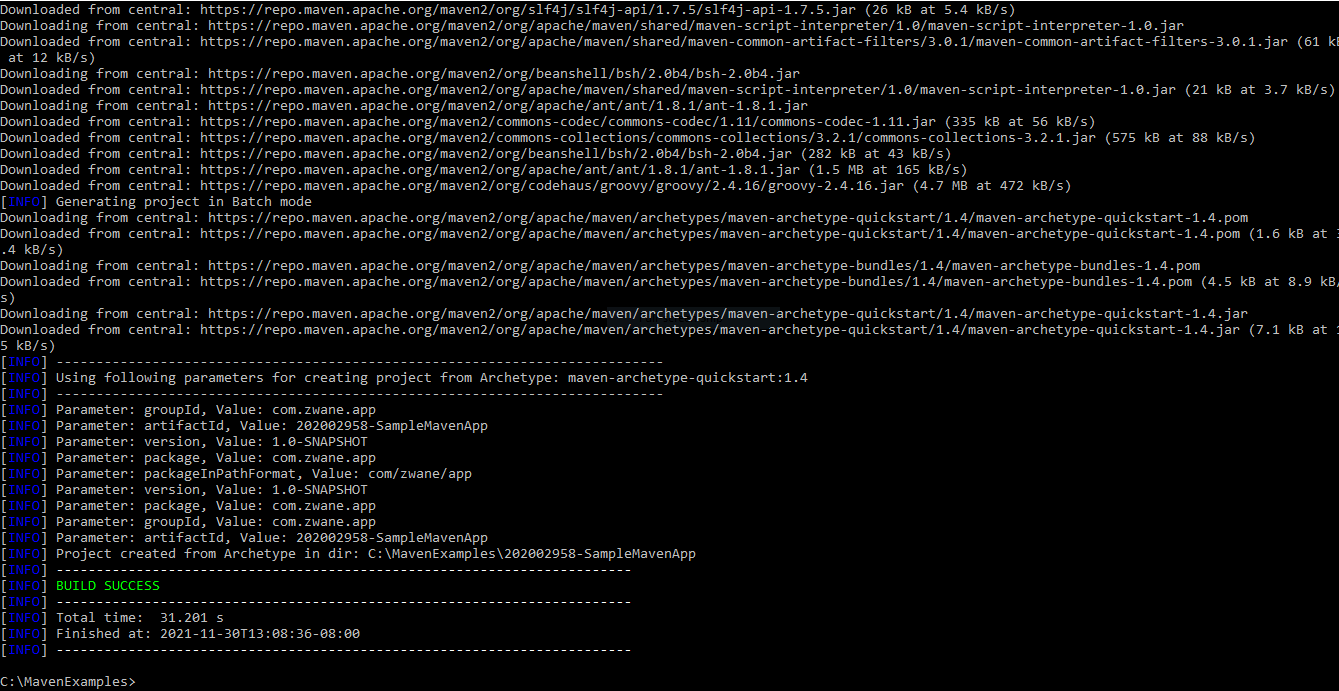 Downloaded from central: https://repo.maven.apache.org/maven2/org/slf4j/slf4j-api/1.7.5/slf4j-api-1.7.5.jar (26 kB at 5.4 kB/s)
Downloading from central: https://repo.maven.apache.org/maven2/org/apache/maven/shared/maven-script-interpreter/1.0/maven-script-interpreter-1.0.jar
Downloaded from central: https://repo.maven.apache.org/maven2/org/apache/maven/shared/maven-common-artifact-filters/3.0.1/maven-common-artifact-filters-3.0.1.jar (61 kB
 at 12 kB/s)
Downloading from central: https://repo.maven.apache.org/maven2/org/beanshell/bsh/2.0b4/bsh-2.0b4.jar
Downloaded from central: https://repo.maven.apache.org/maven2/org/apache/maven/shared/maven-script-interpreter/1.0/maven-script-interpreter-1.0.jar (21 kB at 3.7 kB/s)
Downloading from central: https://repo.maven.apache.org/maven2/org/apache/ant/ant/1.8.1/ant-1.8.1.jar
Downloaded from central: https://repo.maven.apache.org/maven2/commons-codec/commons-codec/1.11/commons-codec-1.11.jar (335 kB at 56 kB/s)
Downloaded from central: https://repo.maven.apache.org/maven2/commons-collections/commons-collections/3.2.1/commons-collections-3.2.1.jar (575 kB at 88 kB/s)
Downloaded from central: https://repo.maven.apache.org/maven2/org/beanshell/bsh/2.0b4/bsh-2.0b4.jar (282 kB at 43 kB/s)
Downloaded from central: https://repo.maven.apache.org/maven2/org/apache/ant/ant/1.8.1/ant-1.8.1.jar (1.5 MB at 165 kB/s)
Downloaded from central: https://repo.maven.apache.org/maven2/org/codehaus/groovy/groovy/2.4.16/groovy-2.4.16.jar (4.7 MB at 472 kB/s)
[INFO] Generating project in Batch mode
Downloading from central: https://repo.maven.apache.org/maven2/org/apache/maven/archetypes/maven-archetype-quickstart/1.4/maven-archetype-quickstart-1.4.pom
Downloaded from central: https://repo.maven.apache.org/maven2/org/apache/maven/archetypes/maven-archetype-quickstart/1.4/maven-archetype-quickstart-1.4.pom (1.6 kB at
.4 kB/s)
Downloading from central: https://repo.maven.apache.org/maven2/org/apache/maven/archetypes/maven-archetype-bundles/1.4/maven-archetype-bundles-1.4.pom
Downloaded from central: https://repo.maven.apache.org/maven2/org/apache/maven/archetypes/maven-archetype-bundles/1.4/maven-archetype-bundles-1.4.pom (4.5 kB at 8.9 kB/
s)
Downloading from central: https://repo.maven.apache.org/maven2/org/apache/maven/archetypes/maven-archetype-quickstart/1.4/maven-archetype-quickstart-1.4.jar
Downloaded from central: https://repo.maven.apache.org/maven2/org/apache/maven/archetypes/maven-archetype-quickstart/1.4/maven-archetype-quickstart-1.4.jar (7.1 kB at
5 kB/s)
[INFO] ----------------------------------------------------------------------------
[INFO] Using following parameters for creating project from Archetype: maven-archetype-quickstart:1.4
[INFO] ----------------------------------------------------------------------------
[INFO] Parameter: groupId, Value: com.zwane.app
[INFO] Parameter: artifactId, Value: 202002958-SampleMavenApp
[INFO] Parameter: version, Value: 1.0-SNAPSHOT
[INFO] Parameter: package, Value: com.zwane.app
[INFO] Parameter: packageInPathFormat, Value: com/zwane/app
[INFO] Parameter: version, Value: 1.0-SNAPSHOT
[INFO] Parameter: package, Value: com.zwane.app
[INFO] Parameter: groupId, Value: com.zwane.app
[INFO] Parameter: artifactId, Value: 202002958-SampleMavenApp
[INFO] Project created from Archetype in dir: C:\MavenExamples\202002958-SampleMavenApp
[INFO] ------------------------------------------------------------------------
[INFO] BUILD SUCCESS
[INFO] ------------------------------------------------------------------------
[INFO] Total time:  31.201 s
[INFO] Finished at: 2021-11-30T13:08:36-08:00
[INFO] ------------------------------------------------------------------------
C:\MavenExamples>